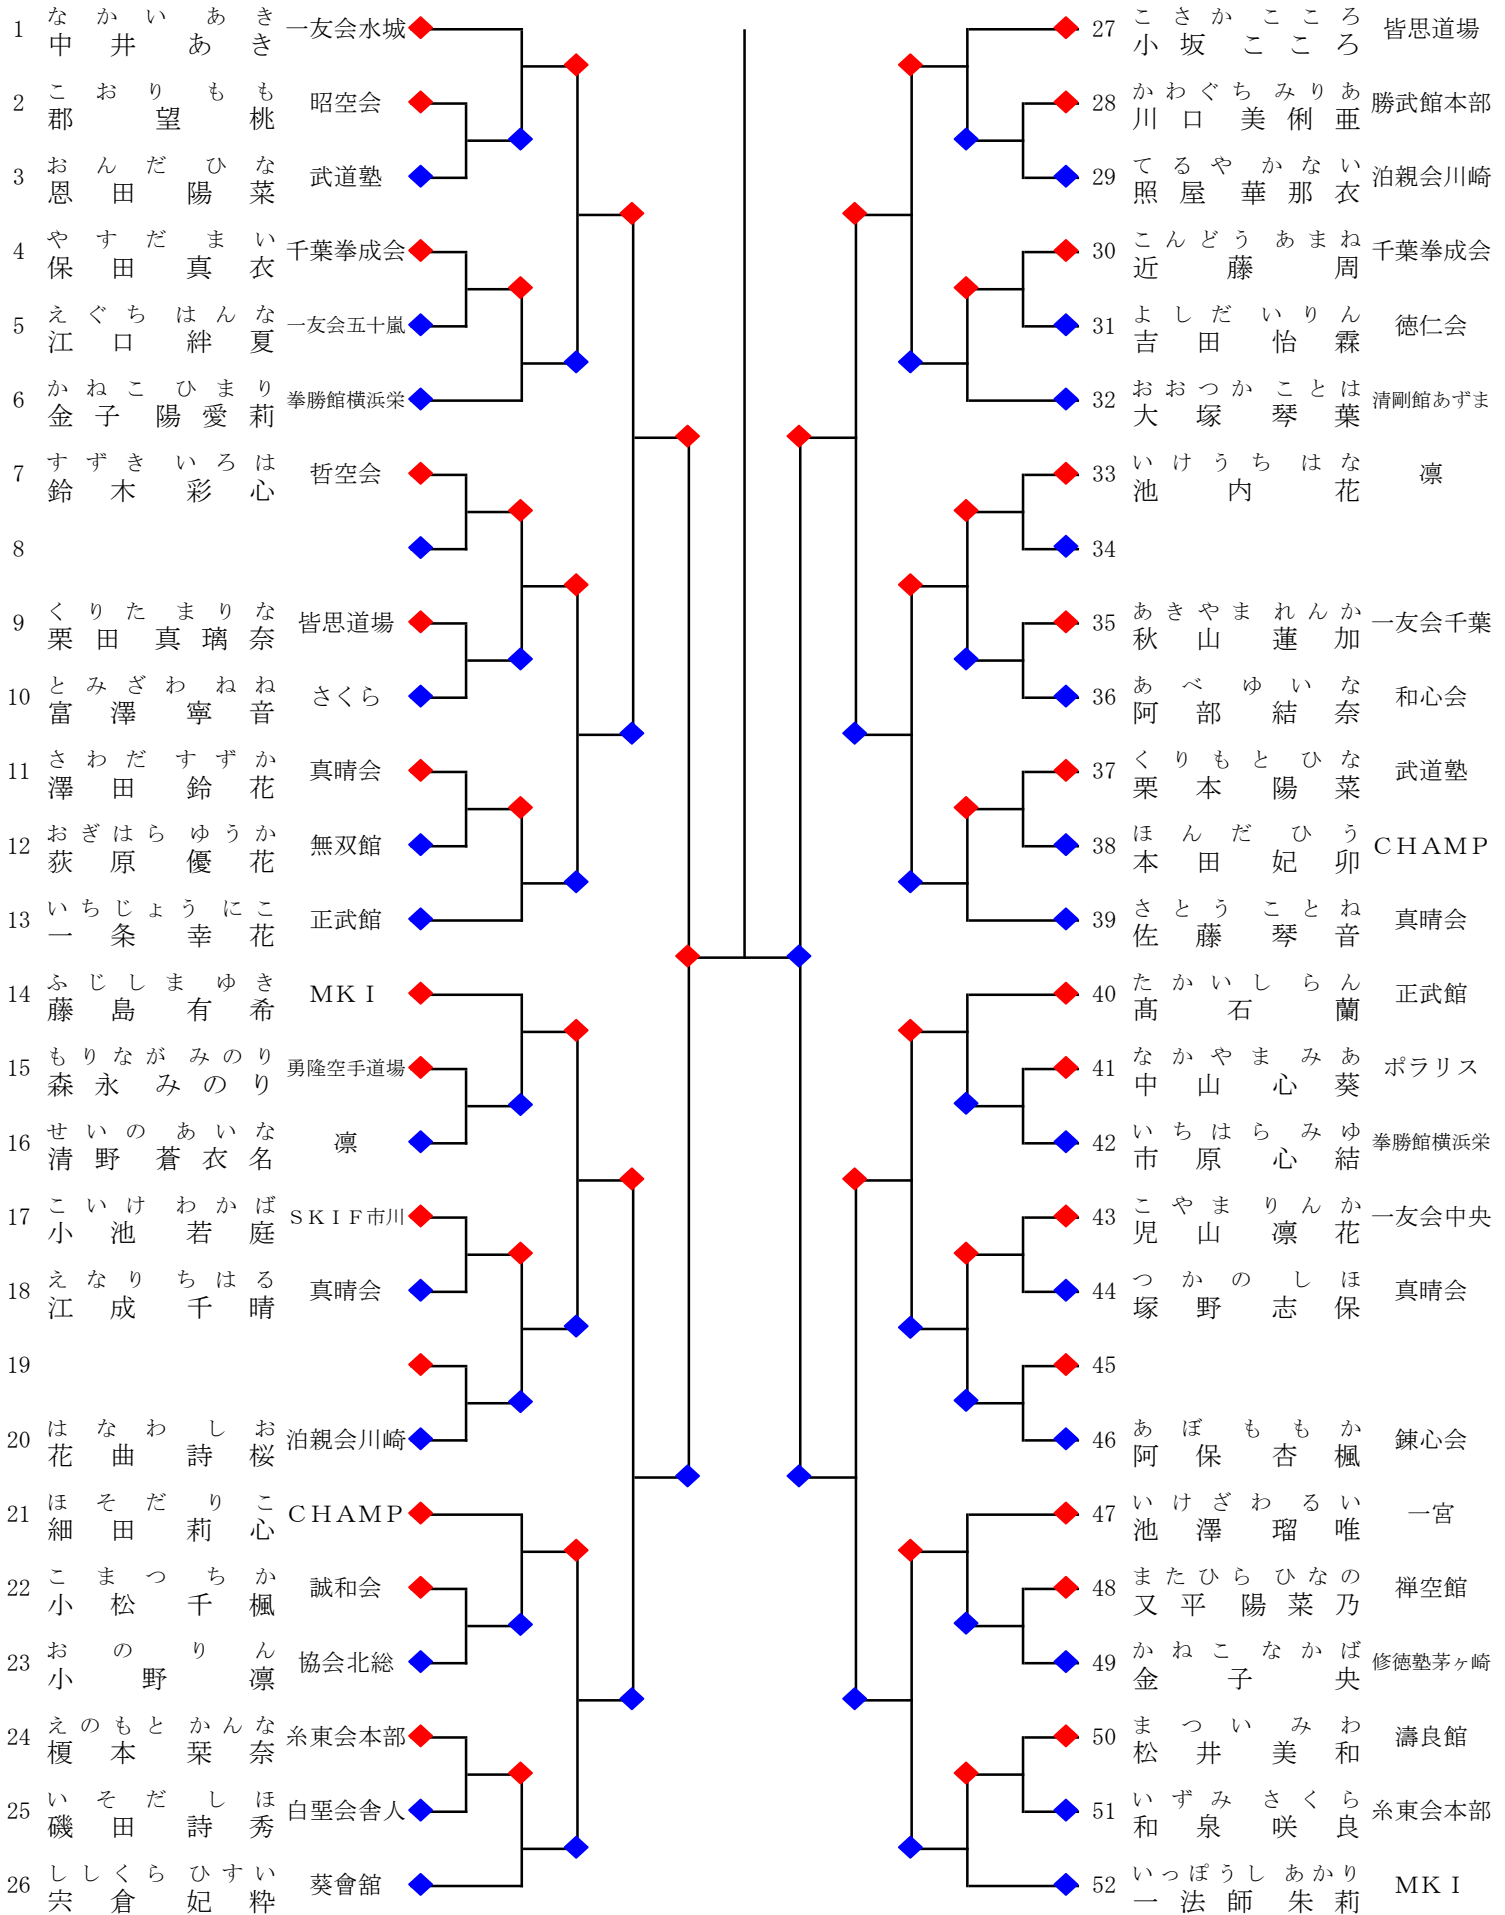 なかい あき
1 中井 あき 一友会水城
こおり もも
2 郡 望桃 昭空会
おんだ ひな
3 恩田 陽菜 武道塾
やすだ まい
4 保田 真衣 千葉拳成会
えぐち はんな
5 江口 絆夏 一友会五十嵐
かねこ ひまり
6 金子 陽愛莉 拳勝館横浜栄
すずき いろは
7 鈴木 彩心 哲空会
8
くりた まりな
9 栗田 真璃奈 皆思道場
とみざわ ねね
10 富澤 寧音 さくら
さわだ すずか
11 澤田 鈴花 真晴会
おぎはら ゆうか
12 荻原 優花 無双館
いちじょう にこ
13 一条 幸花 正武館
ふじしま ゆき
14 藤島 有希 ＭＫＩ
もりなが みのり
15 森永 みのり 勇隆空手道場
せいの あいな
16 清野 蒼衣名 凛
こいけ わかば
17 小池 若庭 ＳＫＩＦ市川
えなり ちはる
18 江成 千晴 真晴会
19
はなわ しお
20 花曲 詩桜 泊親会川崎
ほそだ りこ
21 細田 莉心 ＣＨＡＭＰ
こまつ ちか
22 小松 千楓 誠和会
おの りん
23 小野 凛 協会北総
えのもと かんな
24 榎本 栞奈 糸東会本部
いそだ しほ
25 磯田 詩秀 白堊会舎人
ししくら ひすい
26 宍倉 妃粋 葵會舘
こさか こころ
27 小坂 こころ 皆思道場
かわぐち みりあ
28 川口 美俐亜 勝武館本部
てるや かない
29 照屋 華那衣 泊親会川崎
こんどう あまね
30 近藤 周 千葉拳成会
よしだ いりん
31 吉田 怡霖 徳仁会
おおつか ことは
32 大塚 琴葉 清剛館あずま
いけうち はな
33 池内 花 凛
34
あきやま れんか
35 秋山 蓮加 一友会千葉
あべ ゆいな
36 阿部 結奈 和心会
くりもと ひな
37 栗本 陽菜 武道塾
ほんだ ひう
38 本田 妃卯 ＣＨＡＭＰ
さとう ことね
39 佐藤 琴音 真晴会
たかいし らん
40 髙石 蘭 正武館
なかやま みあ
41 中山 心葵 ポラリス
いちはら みゆ
42 市原 心結 拳勝館横浜栄
こやま りんか
43 児山 凛花 一友会中央
つかの しほ
44 塚野 志保 真晴会
45
あぼ ももか
46 阿保 杏楓 錬心会
いけざわ るい
47 池澤 瑠唯 一宮
またひら ひなの
48 又平 陽菜乃 禅空館
かねこ なかば
49 金子 央 修徳塾茅ヶ崎
まつい みわ
50 松井 美和 濤良館
いずみ さくら
51 和泉 咲良 糸東会本部
いっぽうし あかり
52 一法師 朱莉 ＭＫＩ